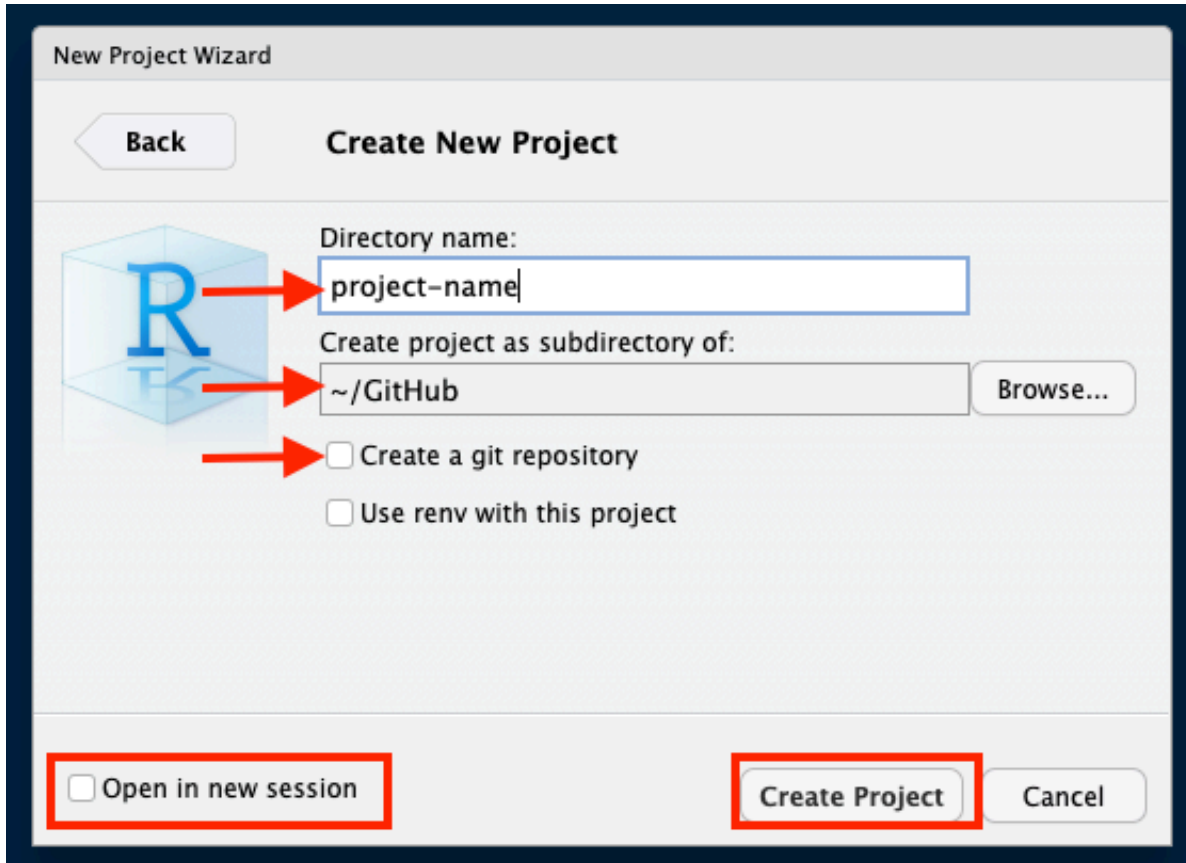 New Project Wizard
Back
Create New Project
R
Directory name:
project-name
Create project as subdirectory of:
~/GitHub
Browse...
Create a git repository
Use renv with this project
Open in new session
Create Project
Cancel